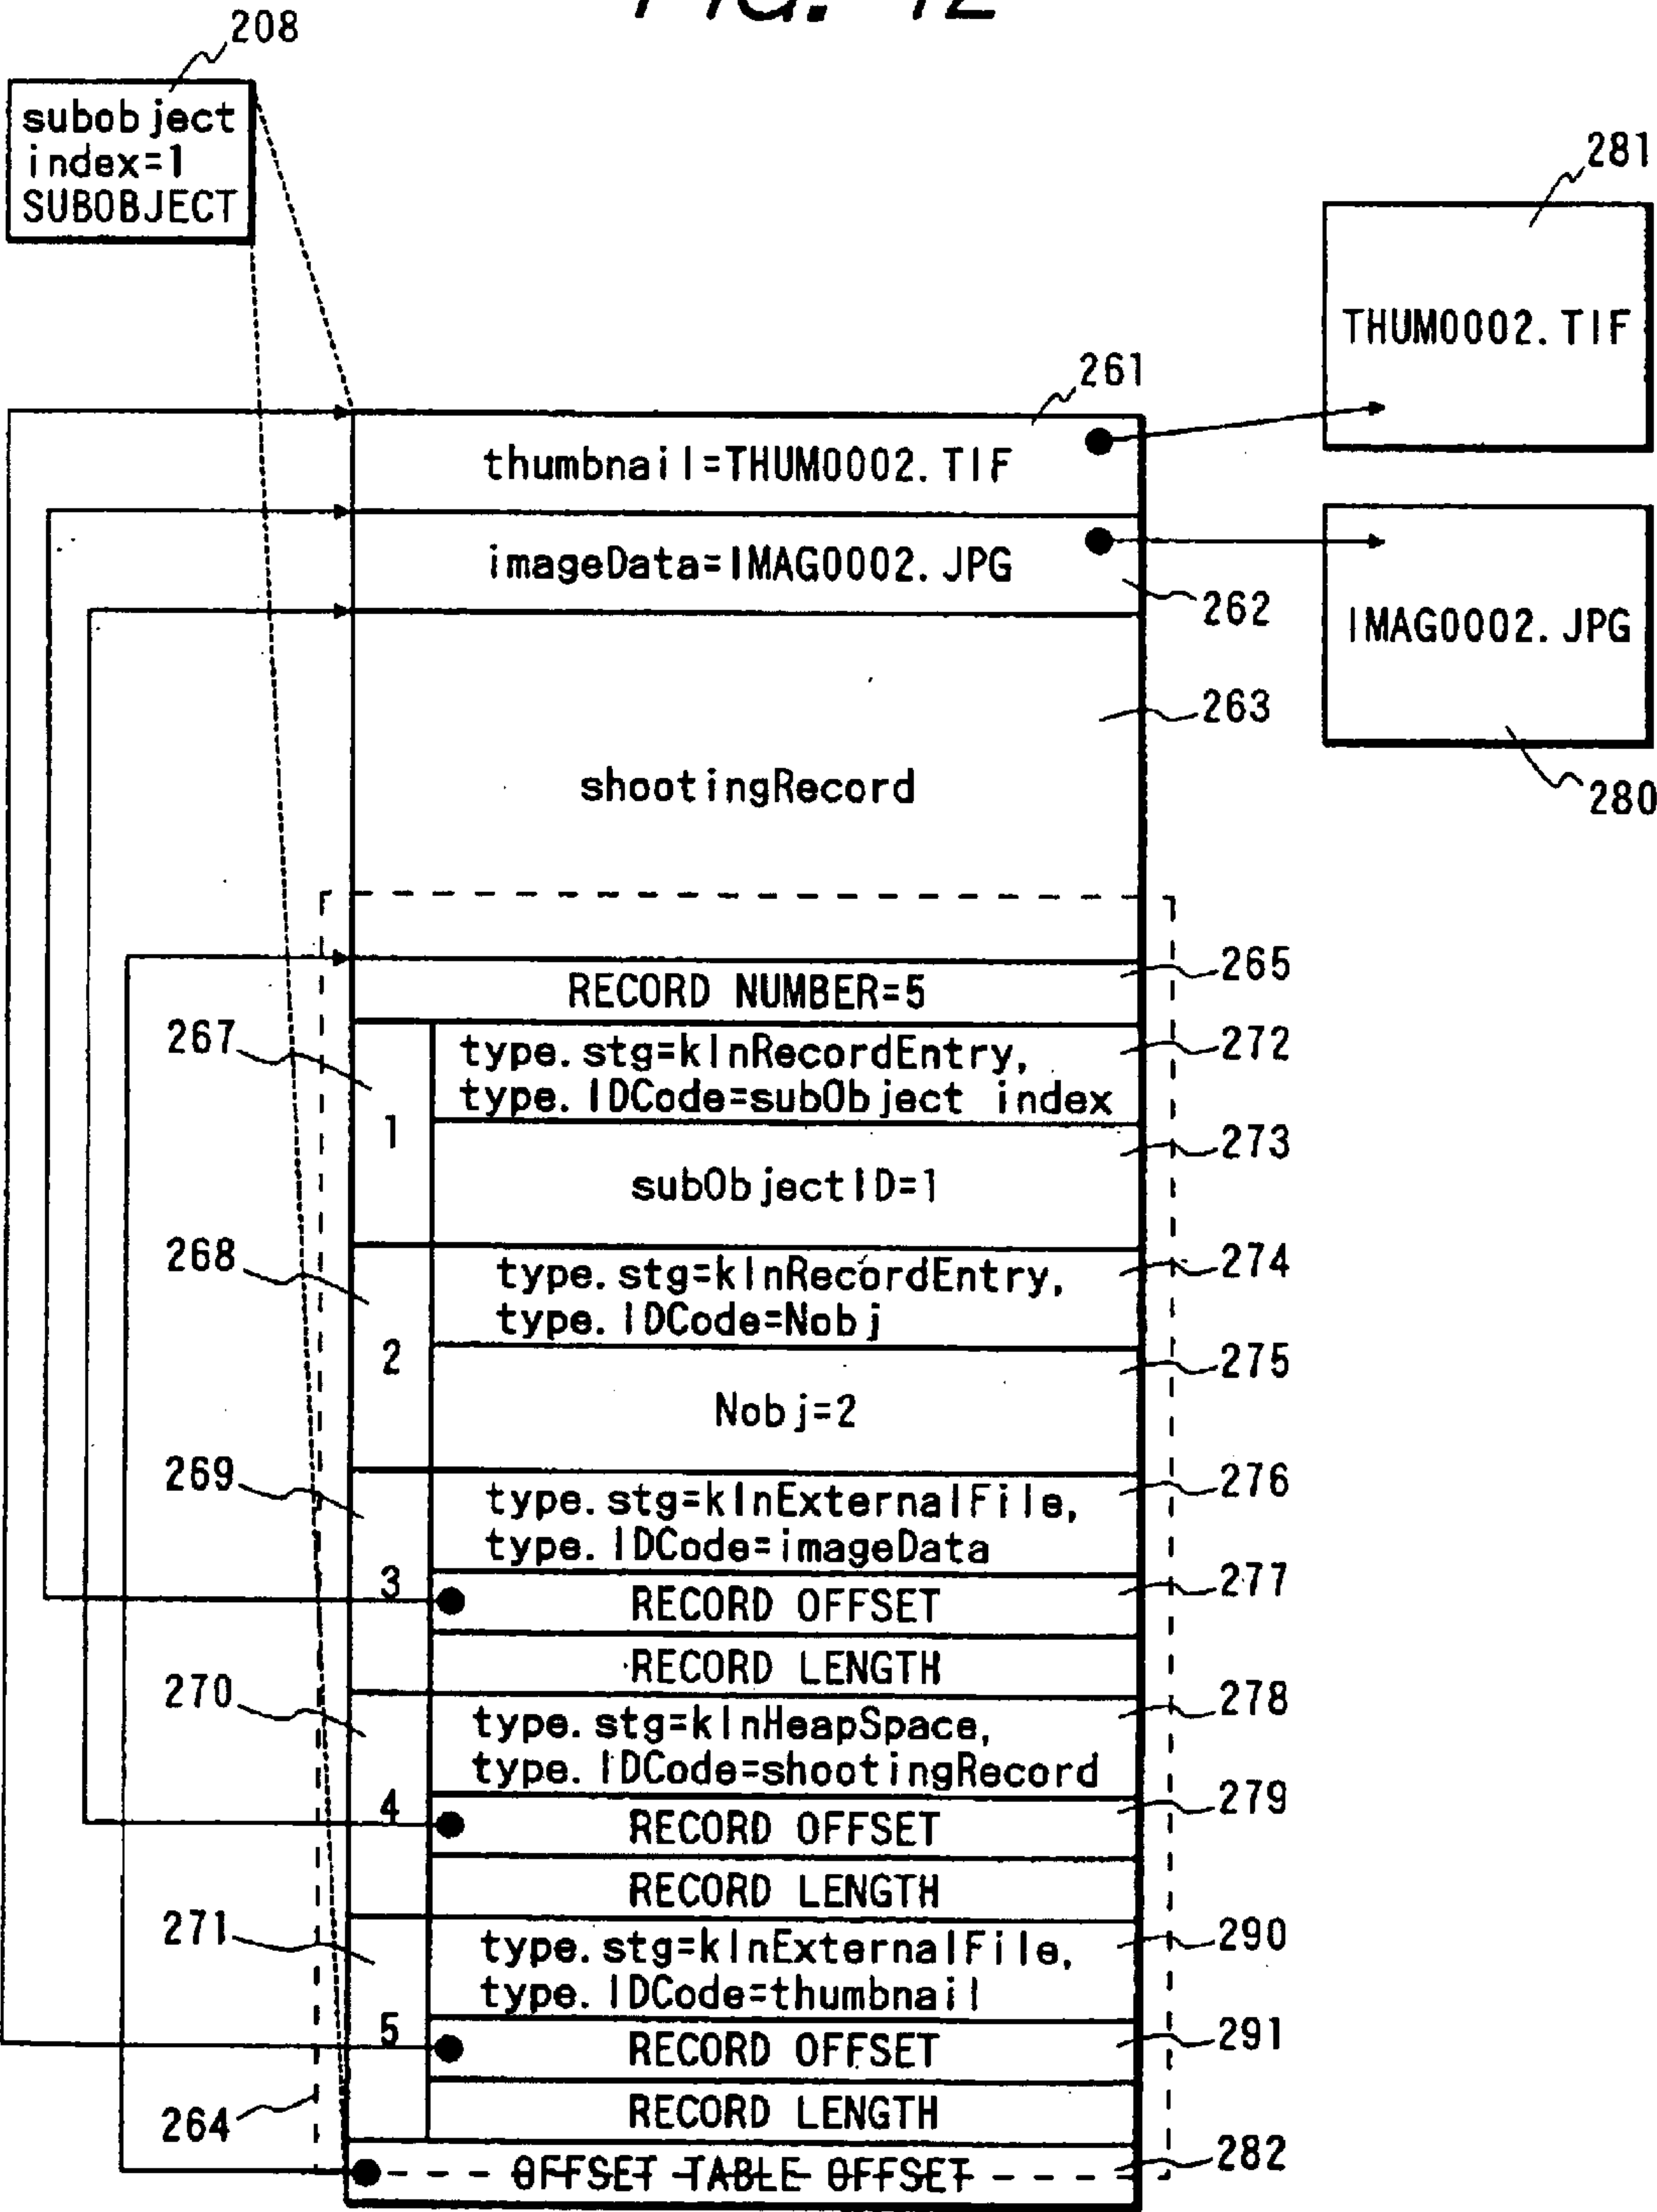 FIG. 12
208
subobject
index=1
SUBOBJECT
281
THUM0002.TIF
261
thumbnail=THUM0002.TIF
imageData=IMAG0002.JPG
262
IMAG0002.JPG
263
280
shootingRecord
265
RECORD NUMBER=5
267
272
type.stg=kInRecordEntry,
type.IDCode=subObject index
1
273
subObjectID=1
268
274
type.stg=kInRecordEntry,
type.IDCode=Nobj
2
275
Nobj=2
269
276
type.stg=kInExternalFile,
type.IDCode=imageData
3
277
RECORD OFFSET
RECORD LENGTH
270
278
type.stg=kInHeapSpace,
type.IDCode=shootingRecord
4
279
RECORD OFFSET
RECORD LENGTH
271
290
type.stg=kInExternalFile,
type.IDCode=thumbnail
5
291
RECORD OFFSET
RECORD LENGTH
264
282
OFFSET TABLE OFFSET